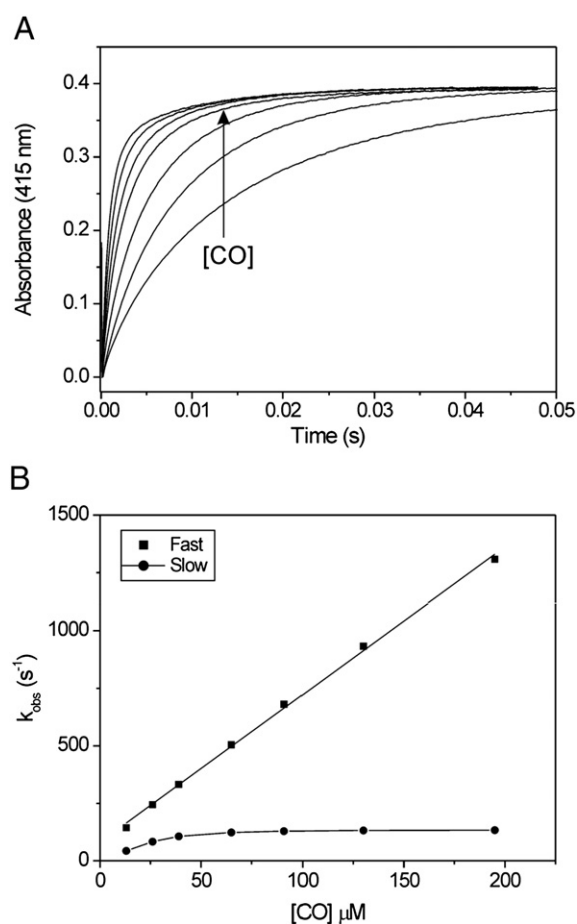 A
0.4
0.3
0.2
0.1
0.0
Absorbance (415 nm)
[CO]
0.00 0.01 0.02 0.03 0.04 0.05
Time (s)
B
1500
1000
500
0
k_obs (s⁻¹)
Fast
Slow
0 50 100 150 200
[CO] μM